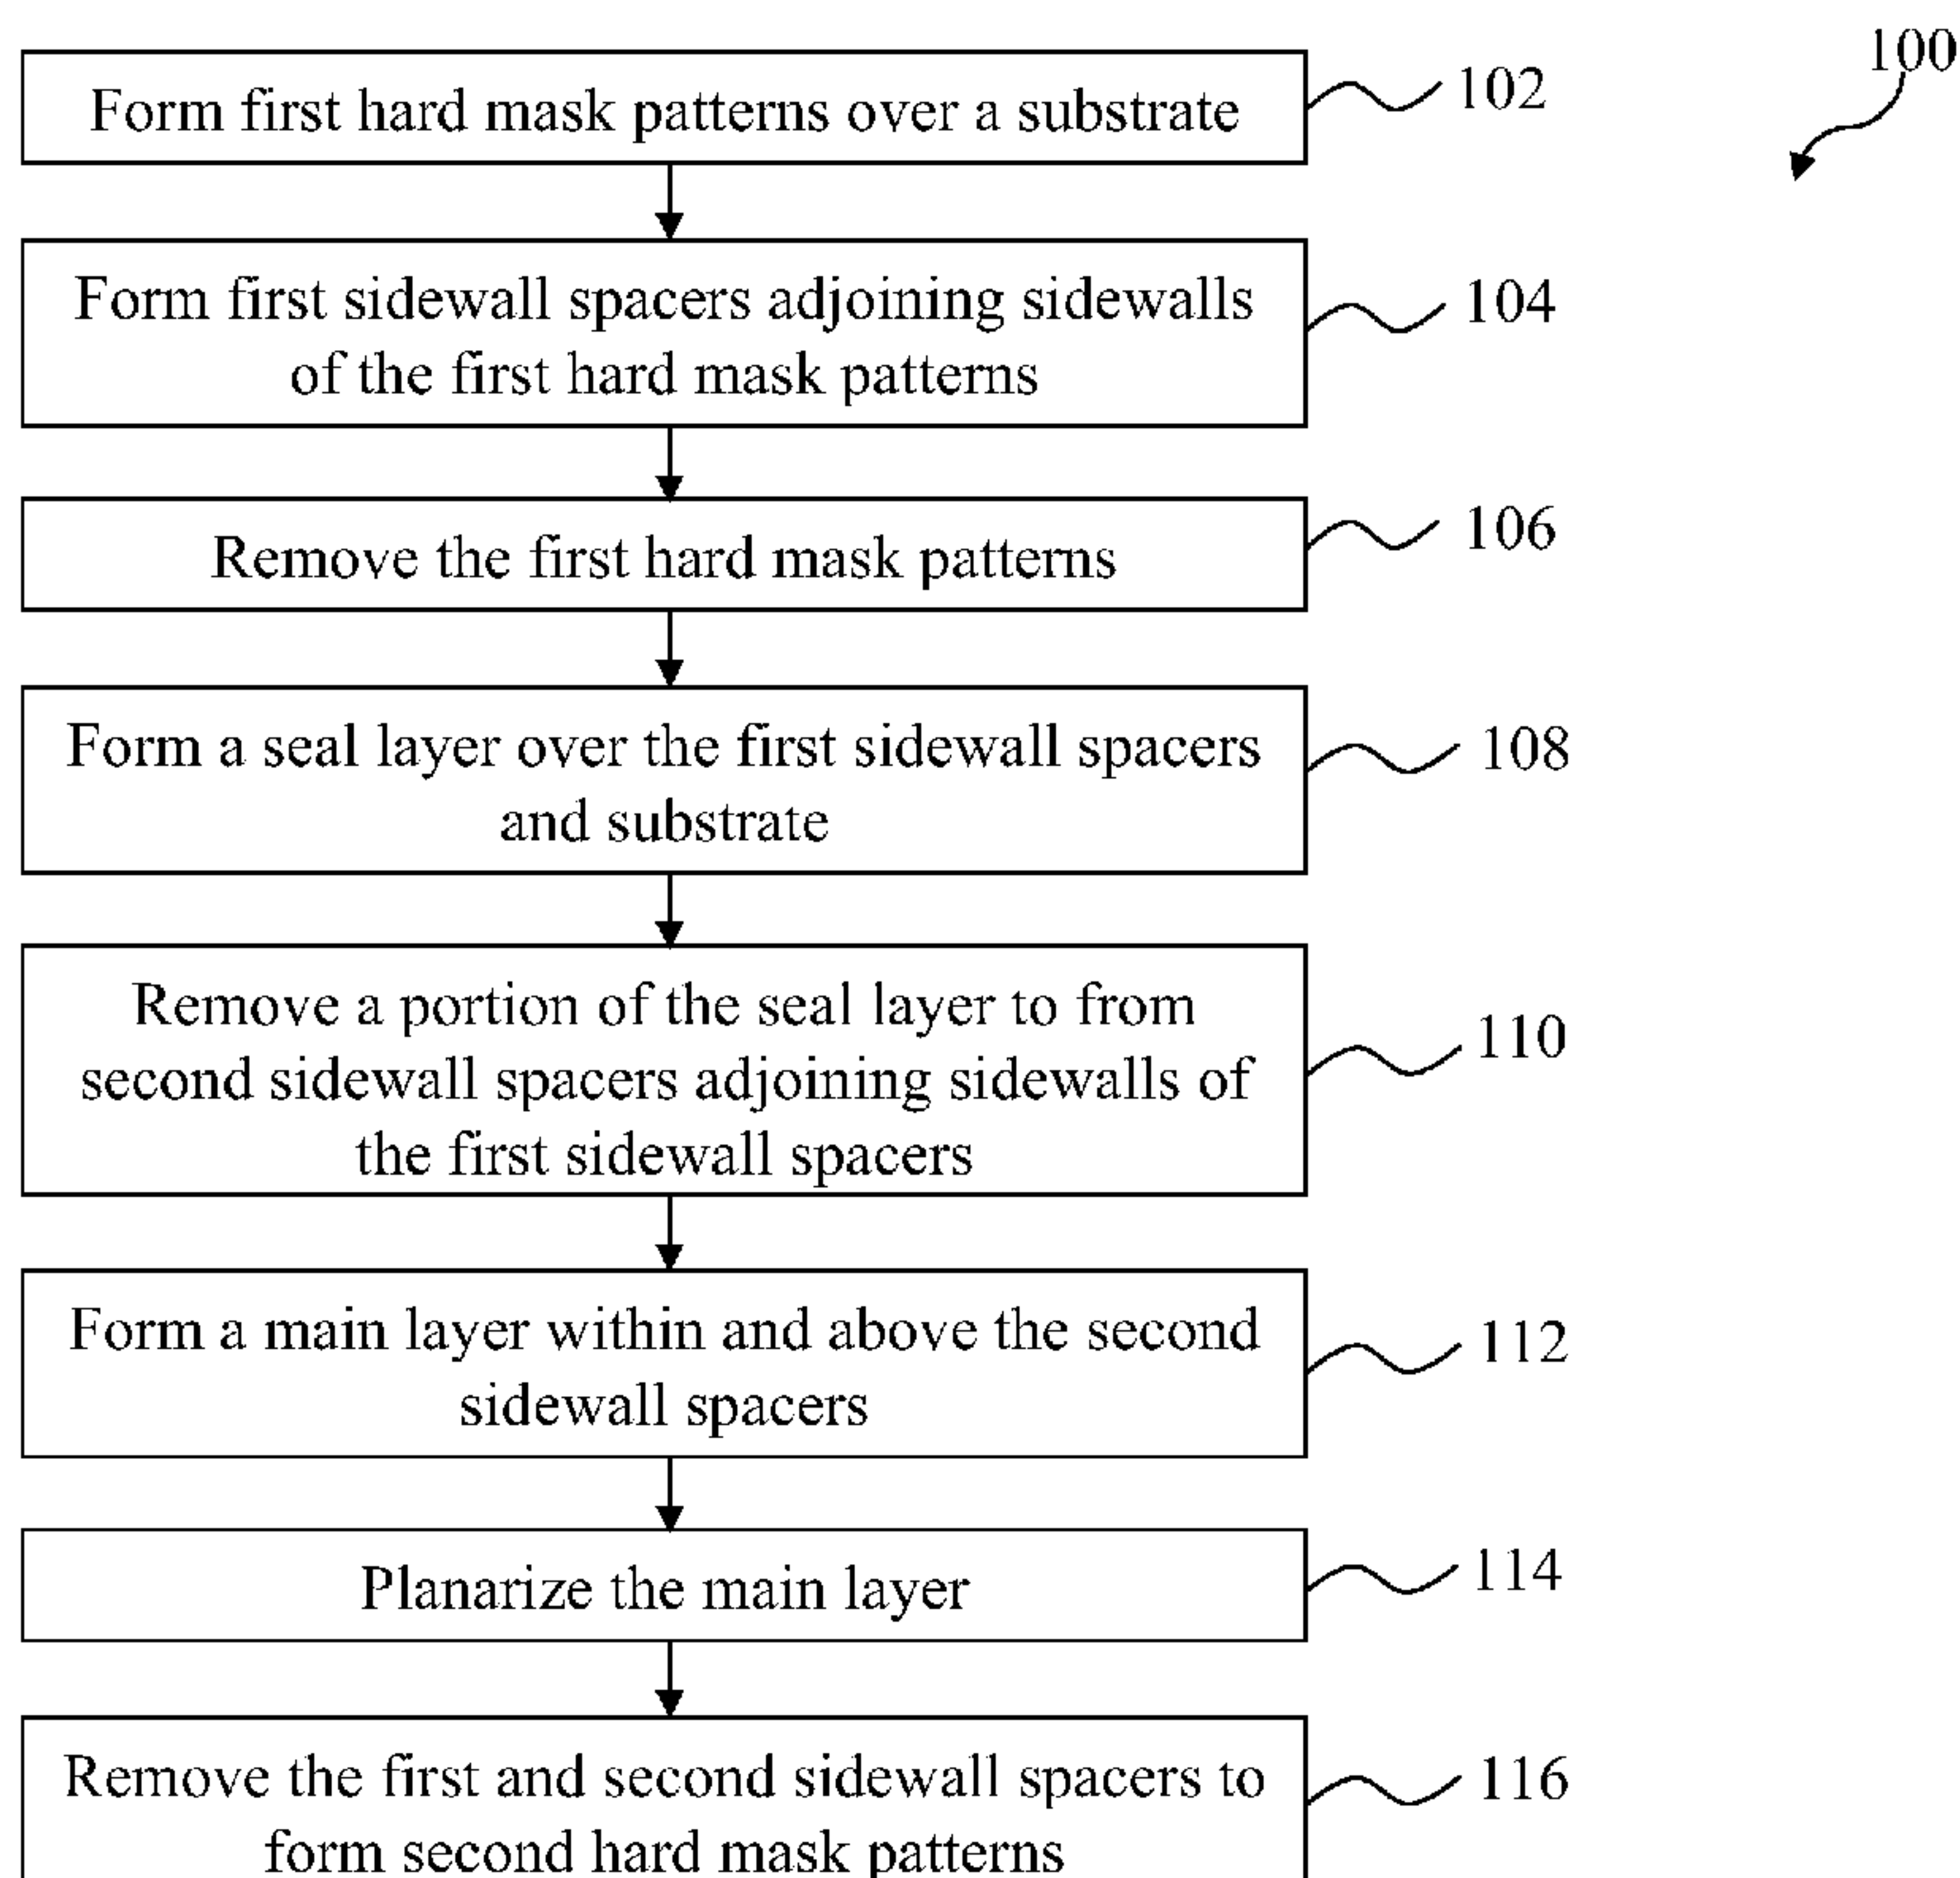 100
Form first hard mask patterns over a substrate
102
Form first sidewall spacers adjoining sidewalls
of the first hard mask patterns
104
Remove the first hard mask patterns
106
Form a seal layer over the first sidewall spacers
and substrate
108
Remove a portion of the seal layer to from
second sidewall spacers adjoining sidewalls of
the first sidewall spacers
110
Form a main layer within and above the second
sidewall spacers
112
Planarize the main layer
114
Remove the first and second sidewall spacers to
form second hard mask patterns
116